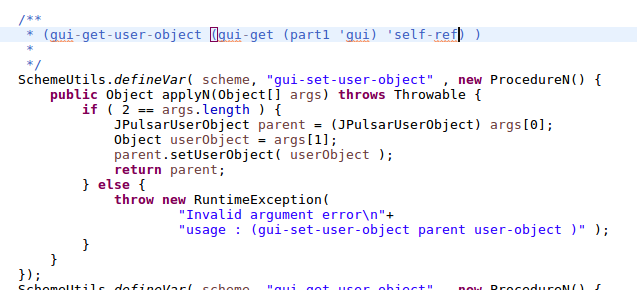 /**
 * (gui-get-user-object (gui-get (part1 'gui) 'self-ref) )
 *
 */
SchemeUtils.defineVar( scheme, "gui-set-user-object" , new ProcedureN() {
    public Object applyN(Object[] args) throws Throwable {
        if ( 2 == args.length ) {
            JPulsarUserObject parent = (JPulsarUserObject) args[0];
            Object userObject = args[1];
            parent.setUserObject( userObject );
            return parent;
        } else {
            throw new RuntimeException(
                    "Invalid argument error\n"+
                    "usage : (gui-set-user-object parent user-object )" );
        }
    }
});
SchemeUtils.defineVar( scheme, "gui-get-user-object" , new ProcedureN() {